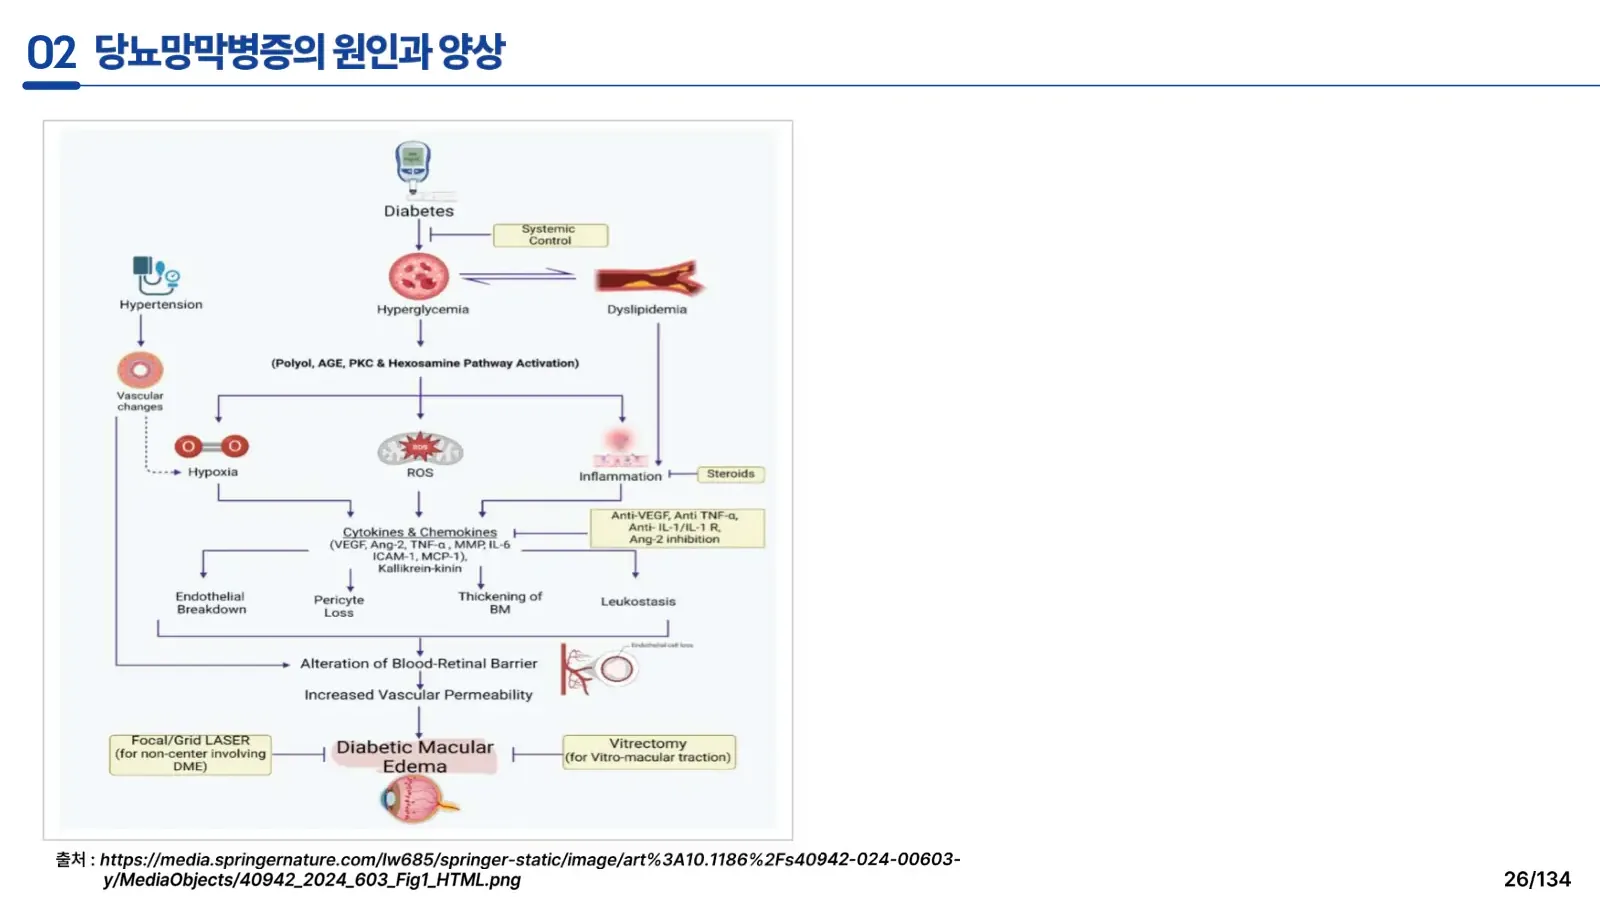 02 당뇨망막병증의 원인과 양상
Diabetes
Systemic
Control
Hypertension
Hyperglycemia
Dyslipidemia
(Polyol, AGE, PKC & Hexosamine Pathway Activation)
Vascular
changes
O O
ROS
Hypoxia
ROS
Inflammation
Steroids
Anti-VEGF, Anti TNF-α,
Anti- IL-1/IL-1 R,
Ang-2 inhibition
Cytokines & Chemokines
(VEGF, Ang-2, TNF-α , MMP, IL-6
ICAM-1, MCP-1),
Kallikrein-kinin
Endothelial
Breakdown
Pericyte
Loss
Thickening of
BM
Leukostasis
Endothelial cell loss
Alteration of Blood-Retinal Barrier
Increased Vascular Permeability
Focal/Grid LASER
(for non-center involving
DME)
Diabetic Macular
Edema
Vitrectomy
(for Vitro-macular traction)
출처 : https://media.springernature.com/lw685/springer-static/image/art%3A10.1186%2Fs40942-024-00603-
y/MediaObjects/40942_2024_603_Fig1_HTML.png
26/134